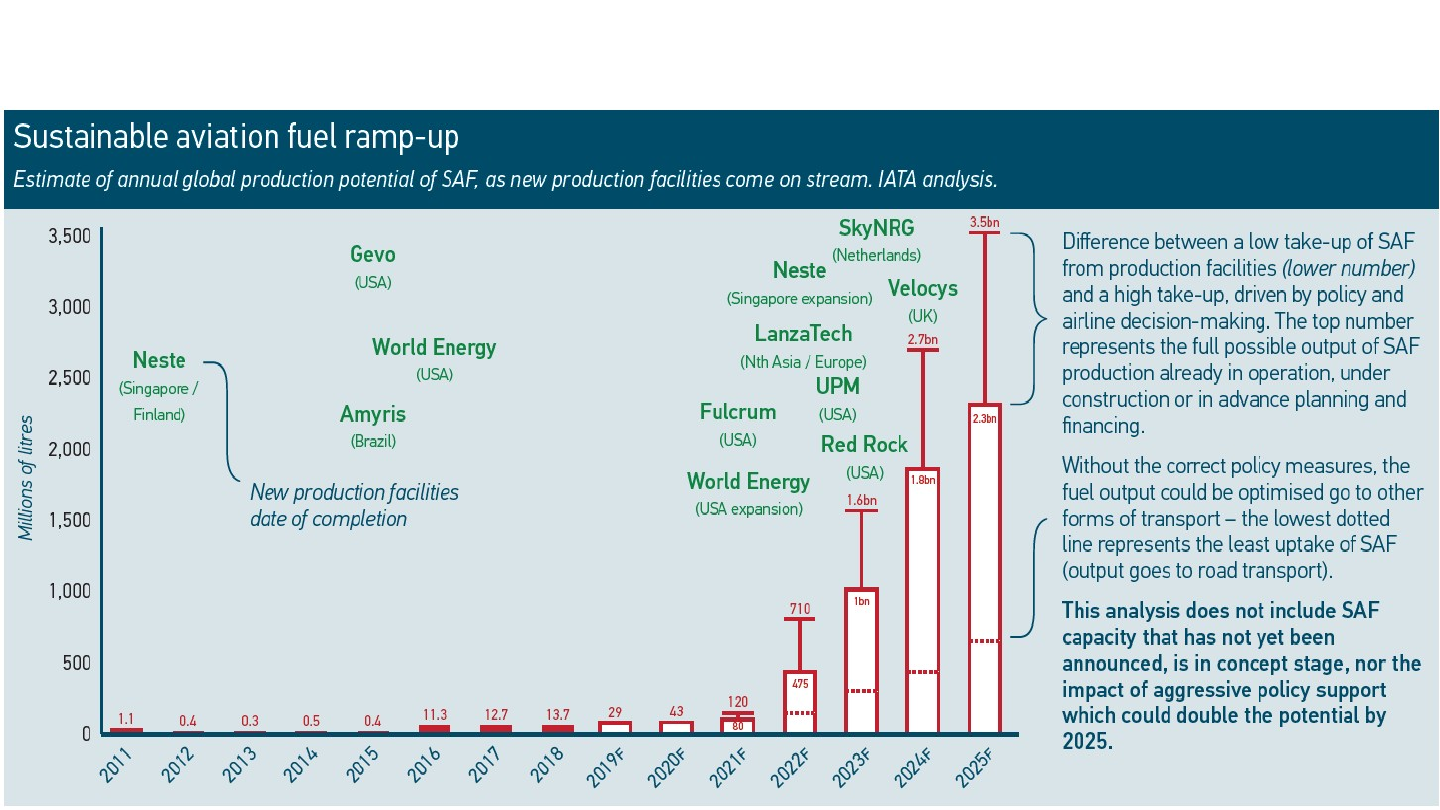 Sustainable aviation fuel ramp-up
Estimate of annual global production potential of SAF, as new production facilities come on stream. IATA analysis.
Millions of litres
3,500
3,000
2,500
2,000
1,500
1,000
500
0
Neste
(Singapore /
Finland)
New production facilities
date of completion
Gevo
(USA)
World Energy
(USA)
Amyris
(Brazil)
SkyNRG
(Netherlands)
Neste
(Singapore expansion)
Velocys
(UK)
LanzaTech
(Nth Asia / Europe)
UPM
(USA)
Fulcrum
(USA)
Red Rock
(USA)
World Energy
(USA expansion)
1.1
0.4
0.3
0.5
0.4
11.3
12.7
13.7
29
43
120
80
710
475
1.6bn
1bn
2.7bn
1.8bn
3.5bn
2.3bn
2011
2012
2013
2014
2015
2016
2017
2018
2019F
2020F
2021F
2022F
2023F
2024F
2025F
Difference between a low take-up of SAF
from production facilities (lower number)
and a high take-up, driven by policy and
airline decision-making. The top number
represents the full possible output of SAF
production already in operation, under
construction or in advance planning and
financing.
Without the correct policy measures, the
fuel output could be optimised go to other
forms of transport – the lowest dotted
line represents the least uptake of SAF
(output goes to road transport).
This analysis does not include SAF
capacity that has not yet been
announced, is in concept stage, nor the
impact of aggressive policy support
which could double the potential by
2025.